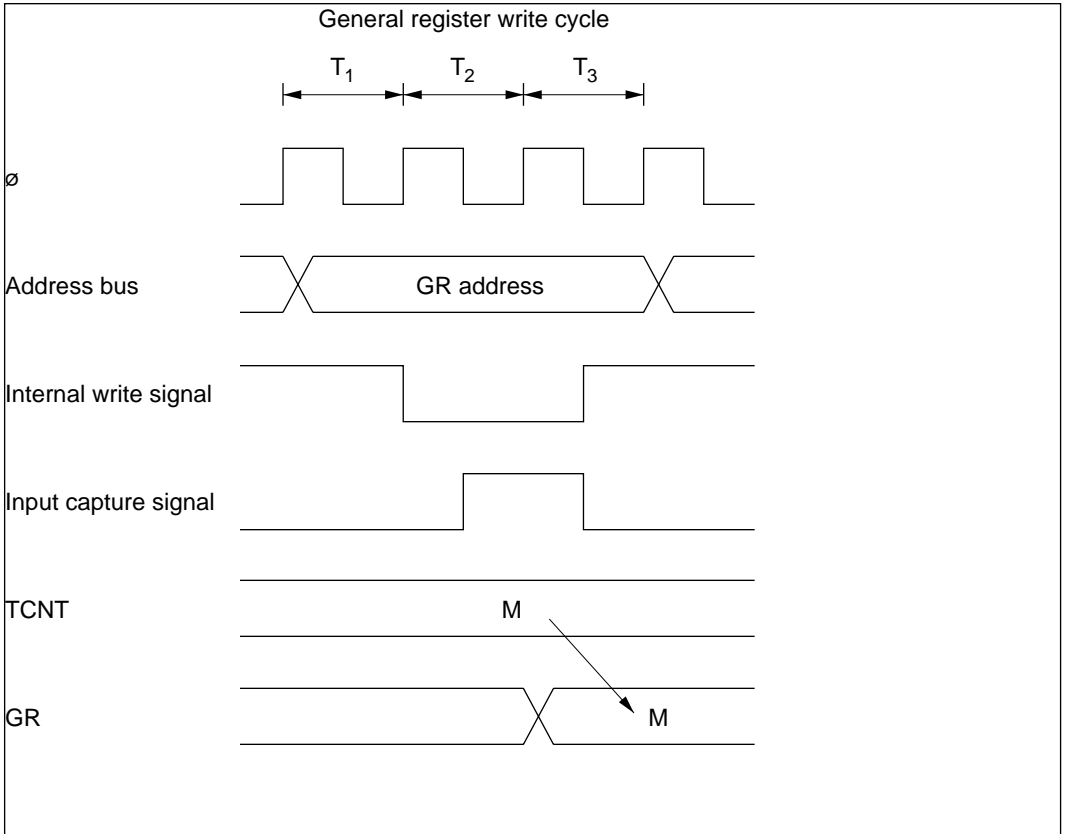 General register write cycle
T1 T2 T3
ø
Address bus GR address
Internal write signal
Input capture signal
TCNT M
GR M